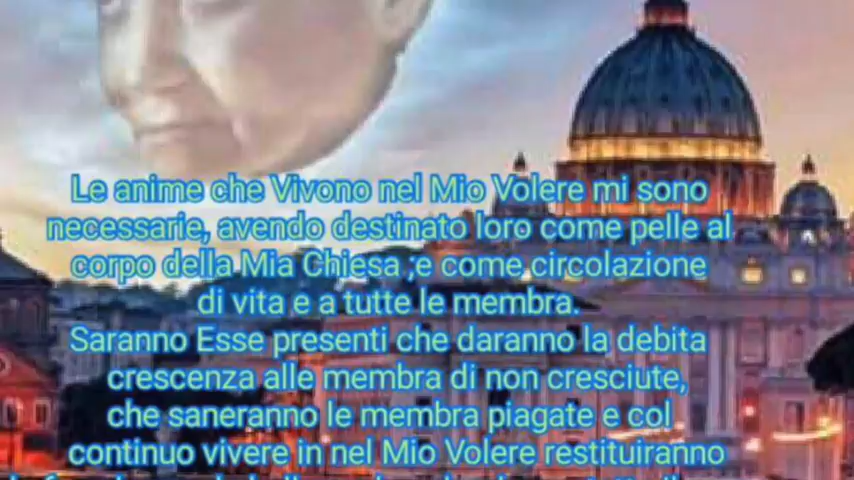 Le anime che Vivono nel Mio Volere mi sono
necessarie, avendo destinato loro come pelle al
corpo della Mia Chiesa ;e come circolazione
di vita e a tutte le membra.
Saranno Esse presenti che daranno la debita
crescenza alle membra di non cresciute,
che saneranno le membra piagate e col
continuo vivere in nel Mio Volere restituiranno